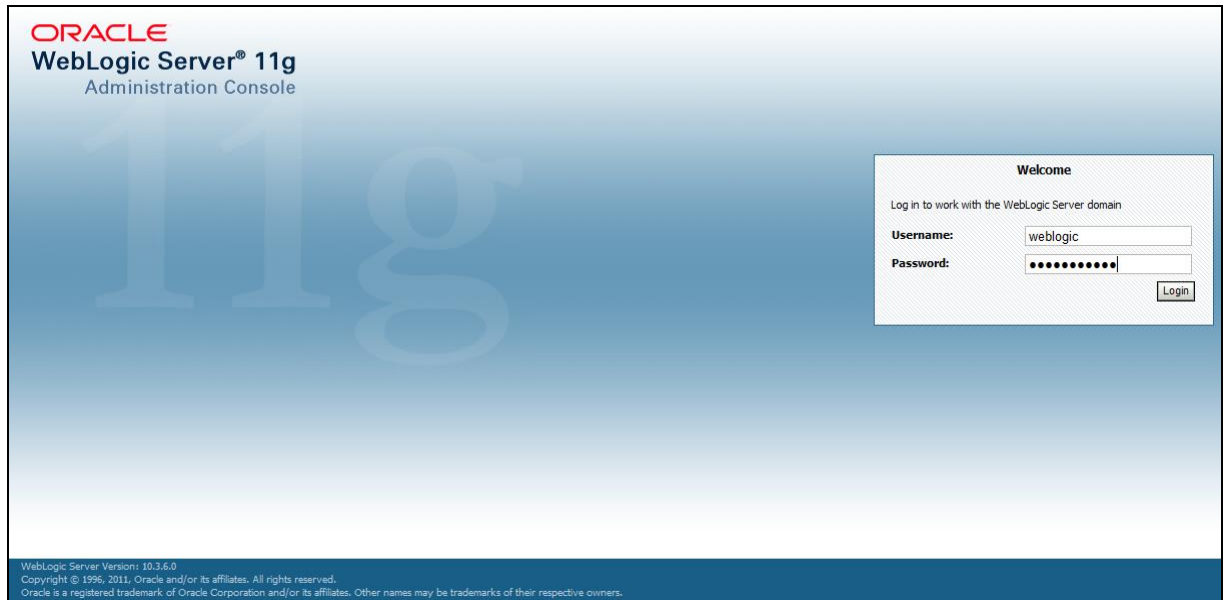 ORACLE
WebLogic Server® 11g
Administration Console
11g
Welcome
Log in to work with the WebLogic Server domain
Username: weblogic
Password: ●●●●●●●●●●●
Login
WebLogic Server Version: 10.3.6.0
Copyright © 1996, 2011, Oracle and/or its affiliates. All rights reserved.
Oracle is a registered trademark of Oracle Corporation and/or its affiliates. Other names may be trademarks of their respective owners.